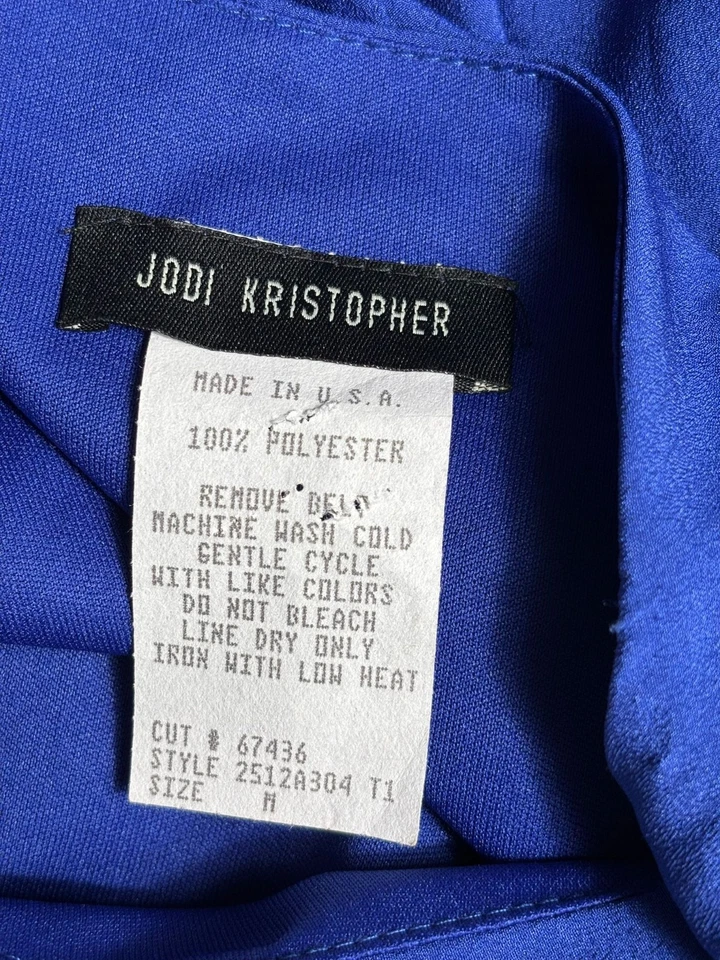 JODI KRISTOPHER
MADE IN U.S.A.
100% POLYESTER
REMOVE
MACHINE WASH COLD
GENTLE CYCLE
WITH LIKE COLORS
DO NOT BLEACH
LINE DRY ONLY
IRON WITH LOW HEAT
CUT # 67436
STYLE 2512A304 T1
SIZE M